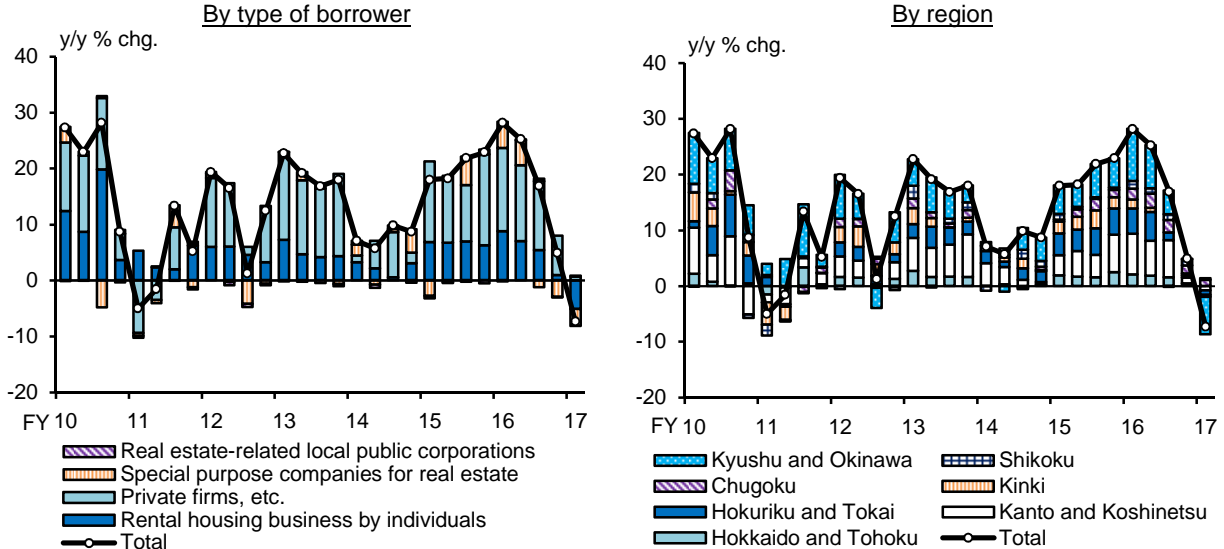 By type of borrower
y/y % chg.
40
30
20
10
0
-10
-20
FY 10 11 12 13 14 15 16 17
Real estate-related local public corporations
Special purpose companies for real estate
Private firms, etc.
Rental housing business by individuals
Total
By region
y/y % chg.
40
30
20
10
0
-10
-20
FY 10 11 12 13 14 15 16 17
Kyushu and Okinawa Shikoku
Chugoku Kinki
Hokuriku and Tokai Kanto and Koshinetsu
Hokkaido and Tohoku Total